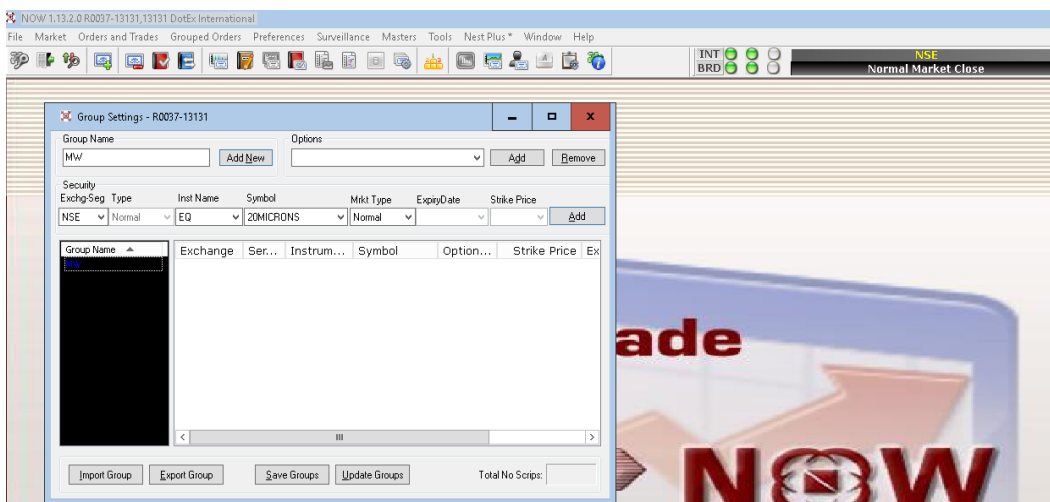 NOW 1.13.2.0 R0037-13131,13131 DotEx International
File Market Orders and Trades Grouped Orders Preferences Surveillance Masters Tools Nest Plus* Window Help
INT
BRD
NSE
Normal Market Close
Group Settings - R0037-13131
Group Name Options
MW Add New Add Remove
Security
Exchg-Seg Type Inst Name Symbol Mrkt Type ExpiryDate Strike Price
NSE Normal EQ 20MICRONS Normal Add
Group Name Exchange Ser... Instrum... Symbol Option... Strike Price Ex
MW
ade
NOW
Import Group Export Group Save Groups Update Groups Total No Scrips: